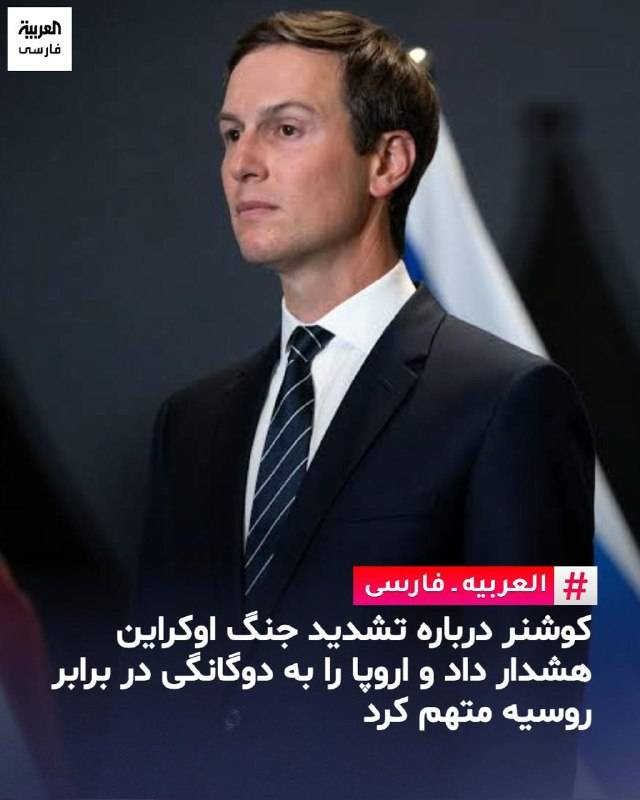 العربية
فارسی
# العربیه ـ فارسی
کوشنر درباره تشدید جنگ اوکراین
هشدار داد و اروپا را به دوگانگی در برابر
روسیه متهم کرد